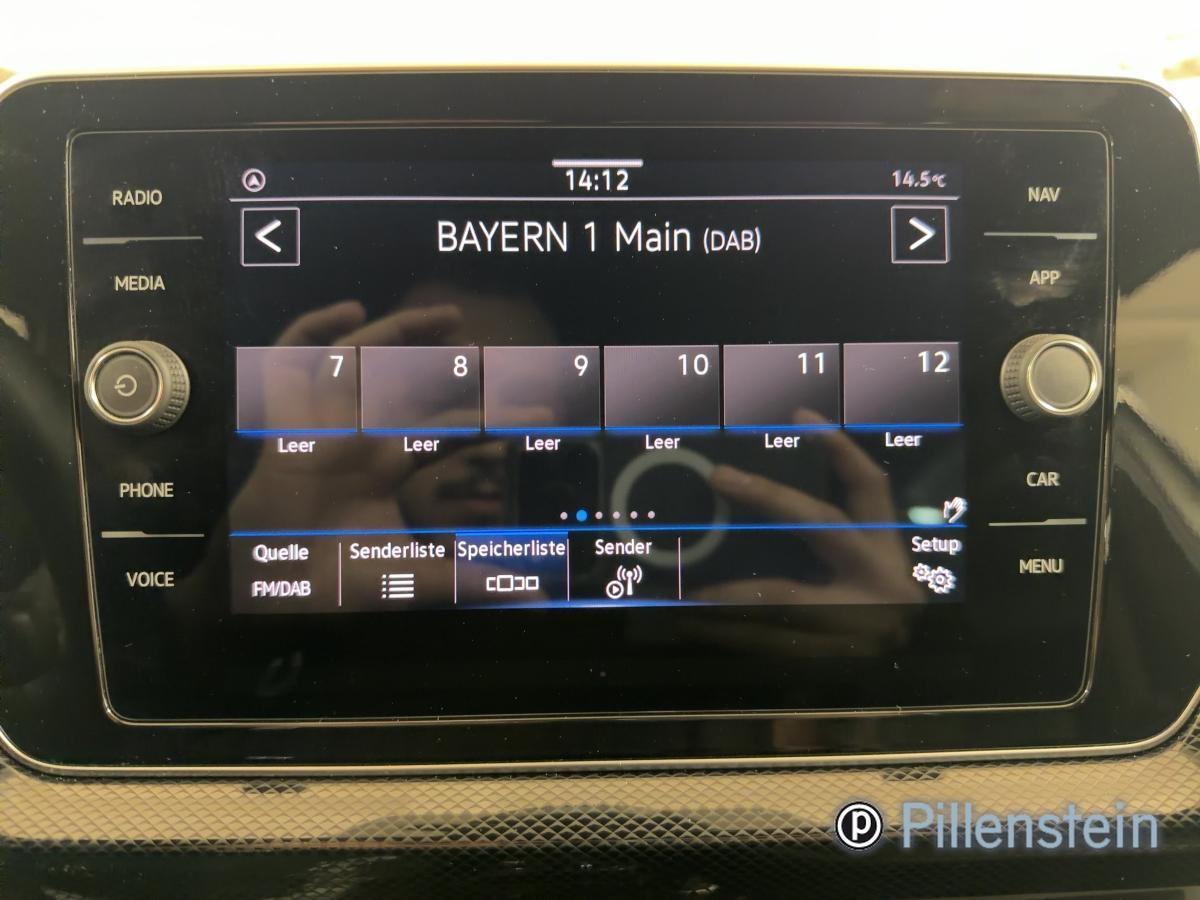 RADIO
MEDIA
PHONE
VOICE
14:12
14.5°C
<
BAYERN 1 Main (DAB)
>
7 8 9 10 11 12
Leer Leer Leer Leer Leer Leer
Quelle Senderliste Speicherliste Sender Setup
FM/DAB
NAV
APP
CAR
MENU
p Pillenstein